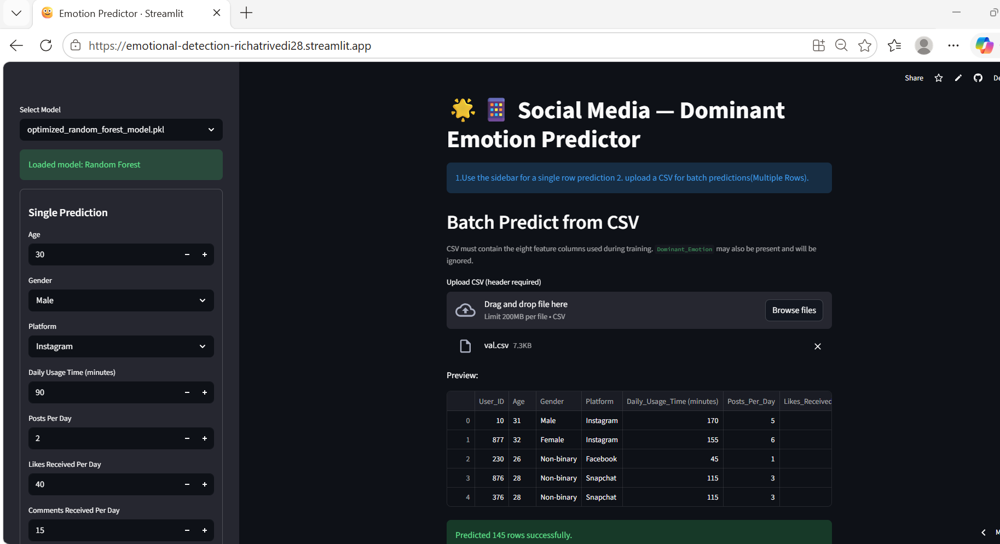 Emotion Predictor · Streamlit
https://emotional-detection-richatrivedi28.streamlit.app
Share
Select Model
optimized_random_forest_model.pkl
Loaded model: Random Forest
Single Prediction
Age
30
Gender
Male
Platform
Instagram
Daily Usage Time (minutes)
90
Posts Per Day
2
Likes Received Per Day
40
Comments Received Per Day
15
Social Media — Dominant
Emotion Predictor
1.Use the sidebar for a single row prediction 2. upload a CSV for batch predictions(Multiple Rows).
Batch Predict from CSV
CSV must contain the eight feature columns used during training. Dominant_Emotion may also be present and will be
ignored.
Upload CSV (header required)
Drag and drop file here
Limit 200MB per file • CSV
Browse files
val.csv 7.3KB
Preview:
User_ID Age Gender Platform Daily_Usage_Time (minutes) Posts_Per_Day Likes_Received
0 10 31 Male Instagram 170 5
1 877 32 Female Instagram 155 6
2 230 26 Non-binary Facebook 45 1
3 876 28 Non-binary Snapchat 115 3
4 376 28 Non-binary Snapchat 115 3
Predicted 145 rows successfully.